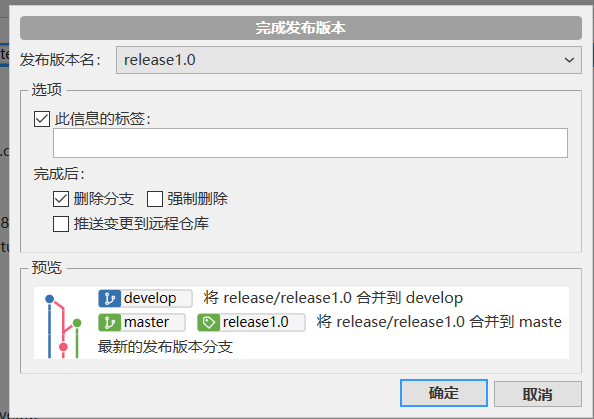 完成发布版本
发布版本名： release1.0
选项
此信息的标签：
完成后：
删除分支 强制删除
推送变更到远程仓库
预览
develop 将 release/release1.0 合并到 develop
master release1.0 将 release/release1.0 合并到 maste
最新的发布版本分支
确定 取消